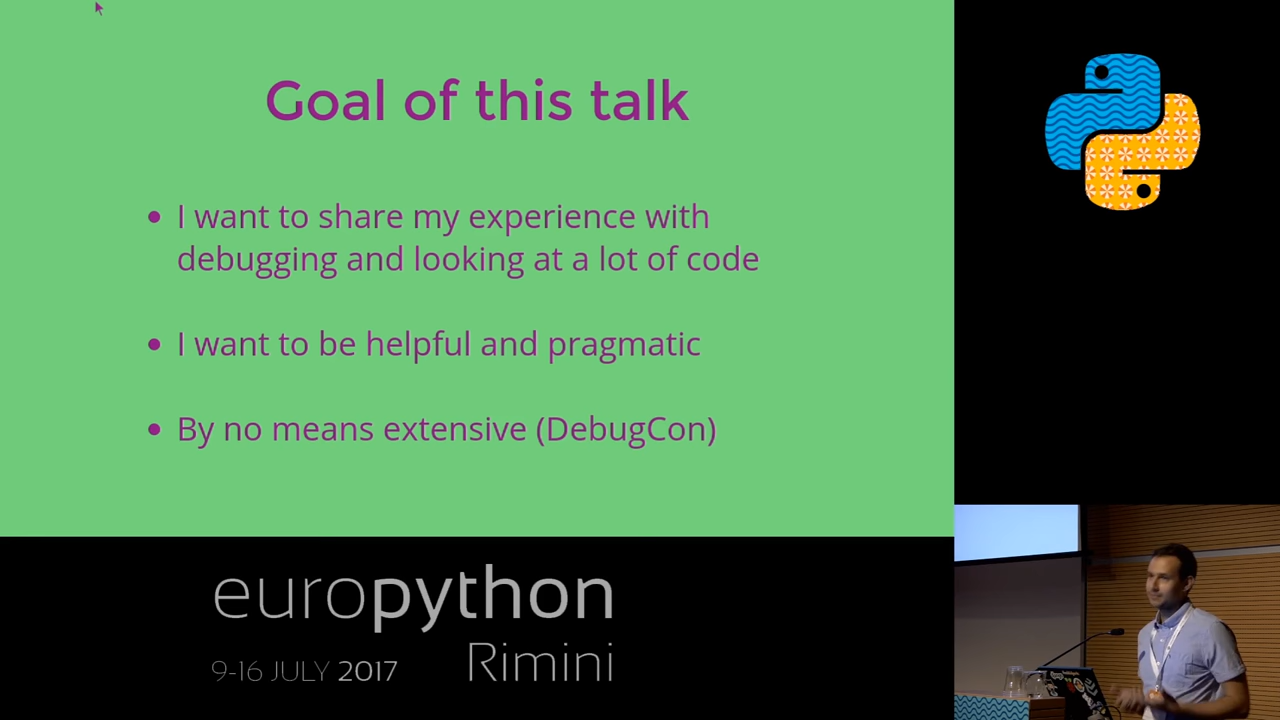 Goal of this talk
• I want to share my experience with
debugging and looking at a lot of code
• I want to be helpful and pragmatic
• By no means extensive (DebugCon)
europython
Rimini
9-16 JULY 2017